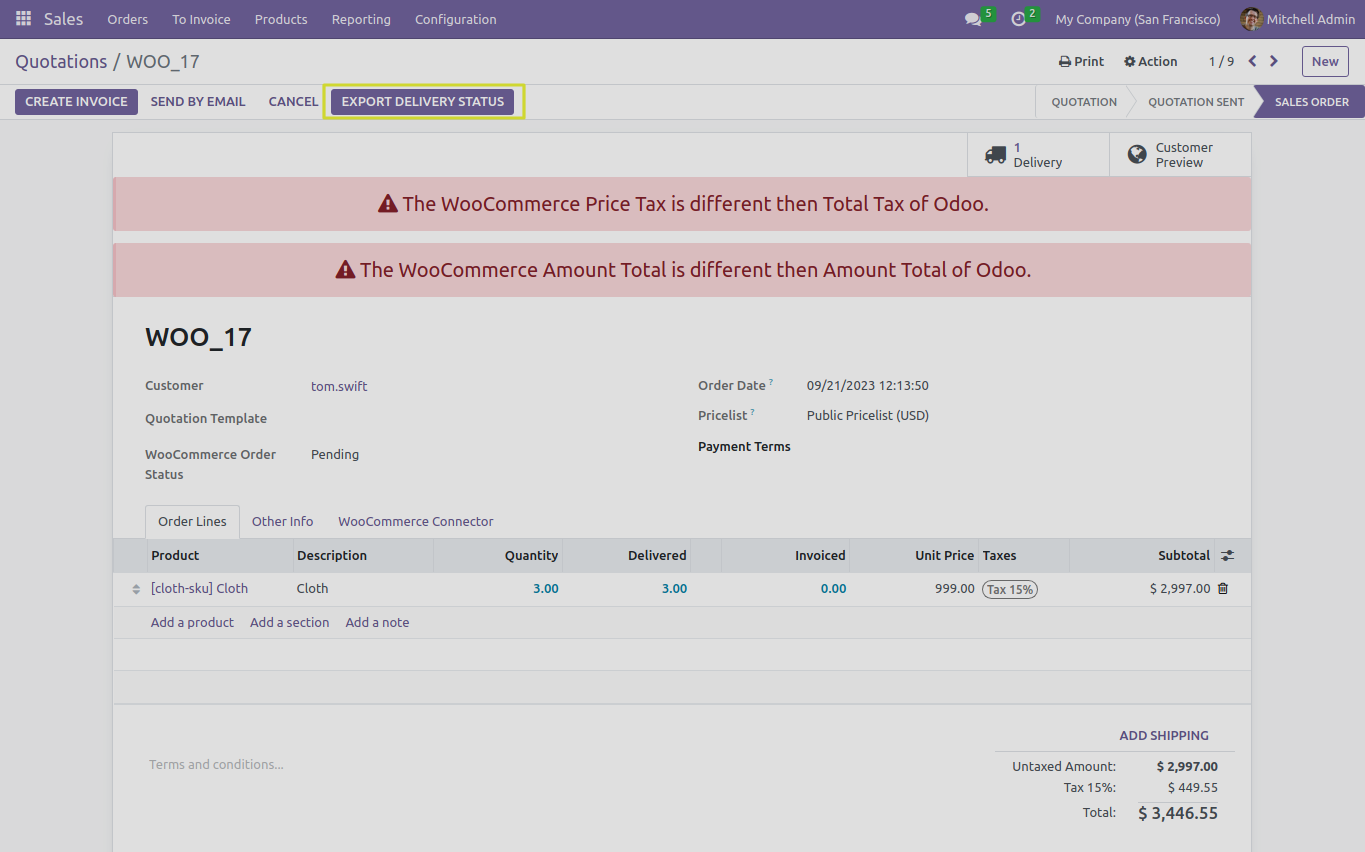 Sales Orders To Invoice Products Reporting Configuration 5 2 My Company (San Francisco) Mitchell Admin
Quotations / WOO_17 Print Action 1 / 9 New
CREATE INVOICE SEND BY EMAIL CANCEL EXPORT DELIVERY STATUS QUOTATION QUOTATION SENT SALES ORDER
1 Delivery
Customer Preview
The WooCommerce Price Tax is different then Total Tax of Odoo.
The WooCommerce Amount Total is different then Amount Total of Odoo.
WOO_17
Customer tom.swift Order Date ? 09/21/2023 12:13:50
Quotation Template Pricelist ? Public Pricelist (USD)
WooCommerce Order Status Pending Payment Terms
Order Lines Other Info WooCommerce Connector
Product Description Quantity Delivered Invoiced Unit Price Taxes Subtotal
[cloth-sku] Cloth Cloth 3.00 3.00 0.00 999.00 Tax 15% $ 2,997.00
Add a product Add a section Add a note
ADD SHIPPING
Terms and conditions... Untaxed Amount: $ 2,997.00
Tax 15%: $ 449.55
Total: $ 3,446.55